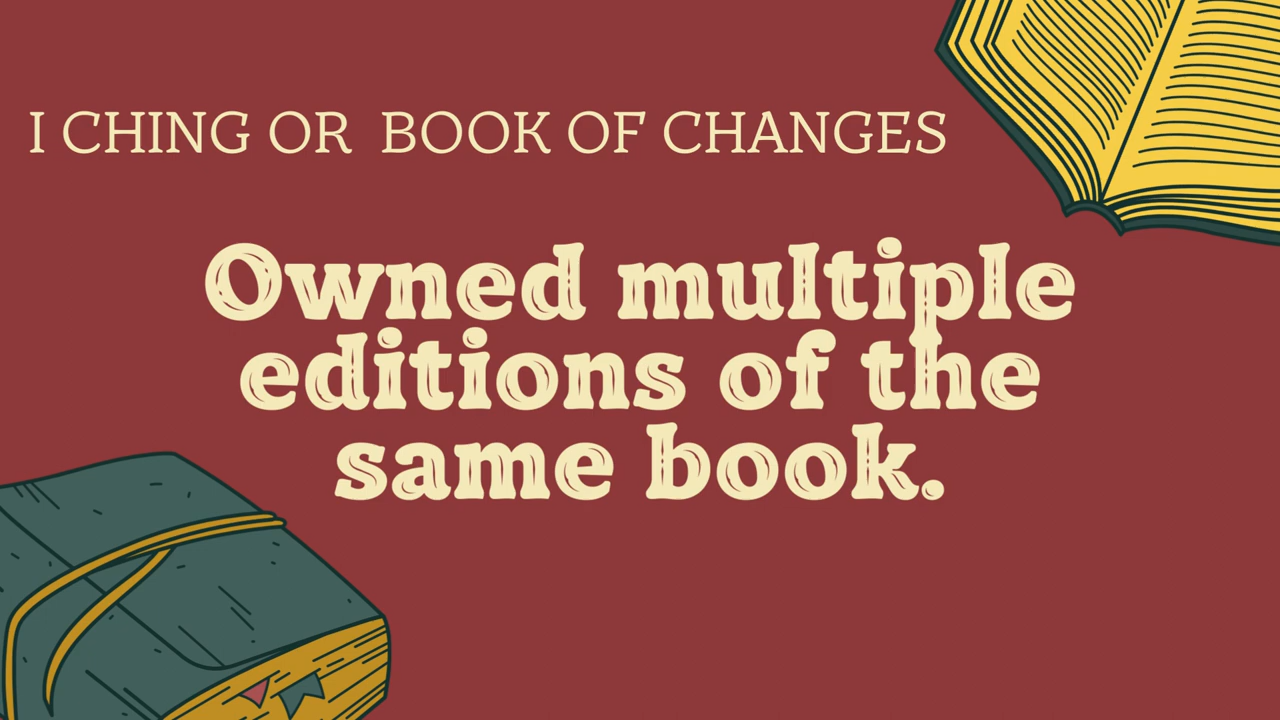 I CHING OR BOOK OF CHANGES
Owned multiple
editions of the
same book.